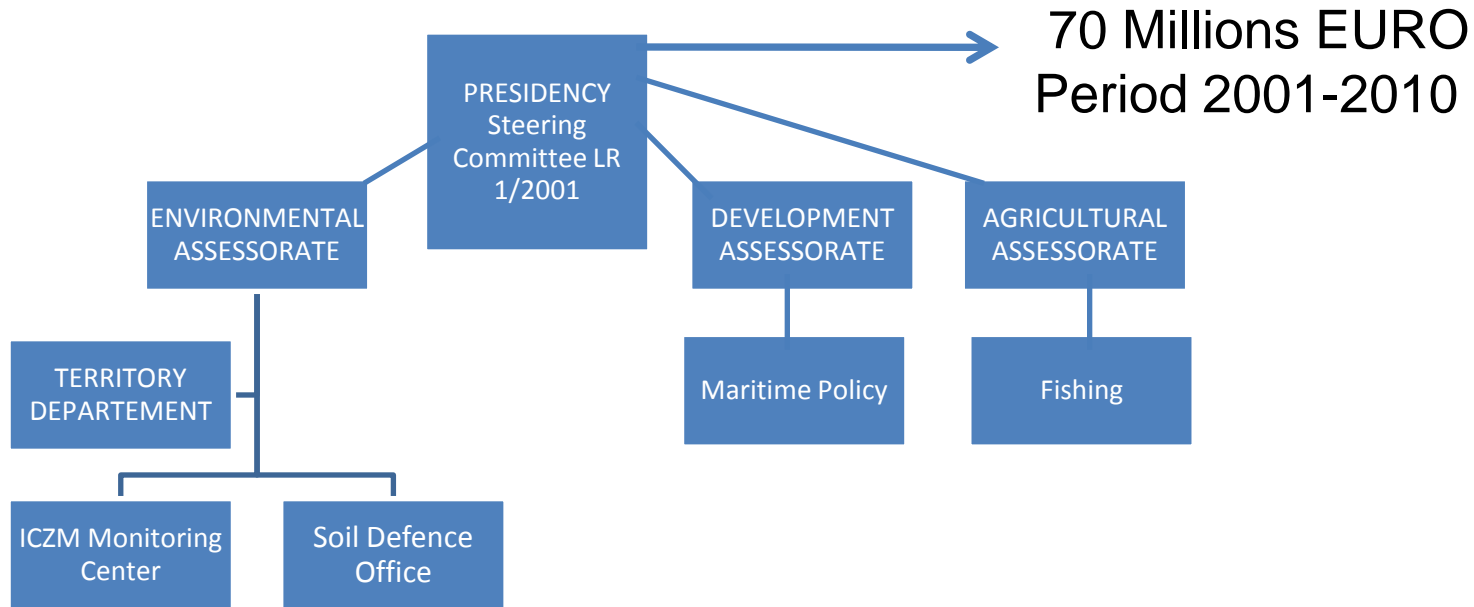 70 Millions EURO
Period 2001-2010
PRESIDENCY
Steering
Committee LR
1/2001
ENVIRONMENTAL
ASSESSORATE
DEVELOPMENT
ASSESSORATE
AGRICULTURAL
ASSESSORATE
TERRITORY
DEPARTEMENT
Maritime Policy
Fishing
ICZM Monitoring
Center
Soil Defence
Office